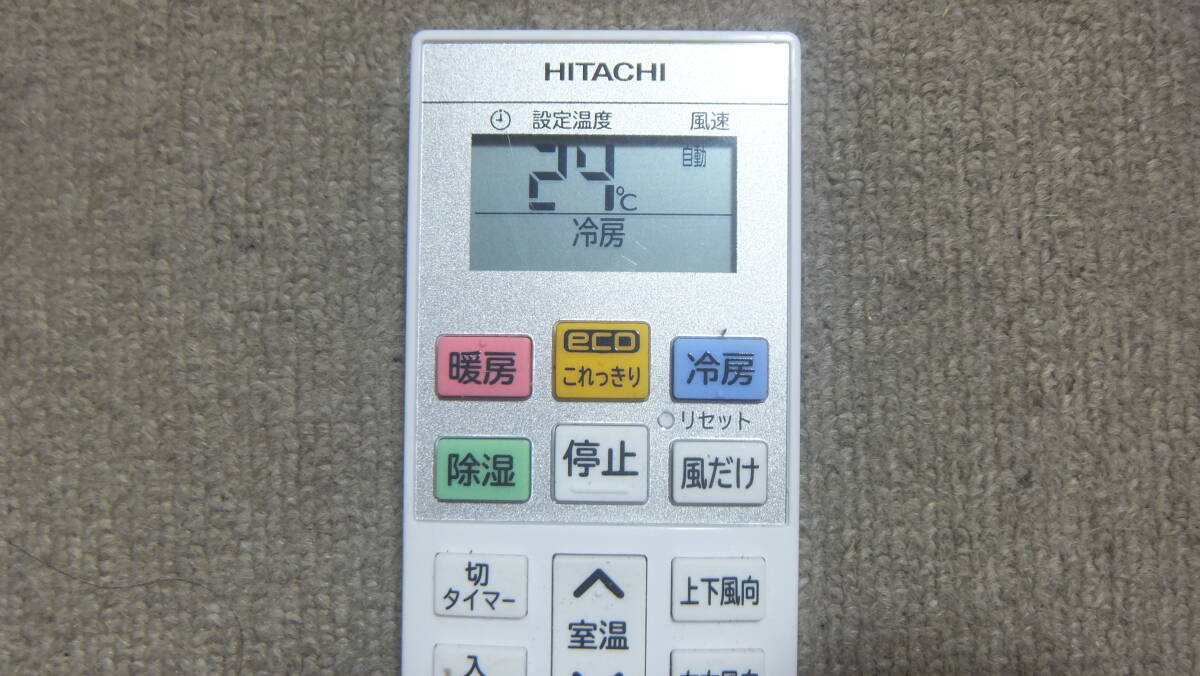 HITACHI
設定温度 風速
24℃ 自動
冷房
暖房 eco これっきり 冷房
リセット
除湿 停止 風だけ
切 タイマー
室温
上下風向
入